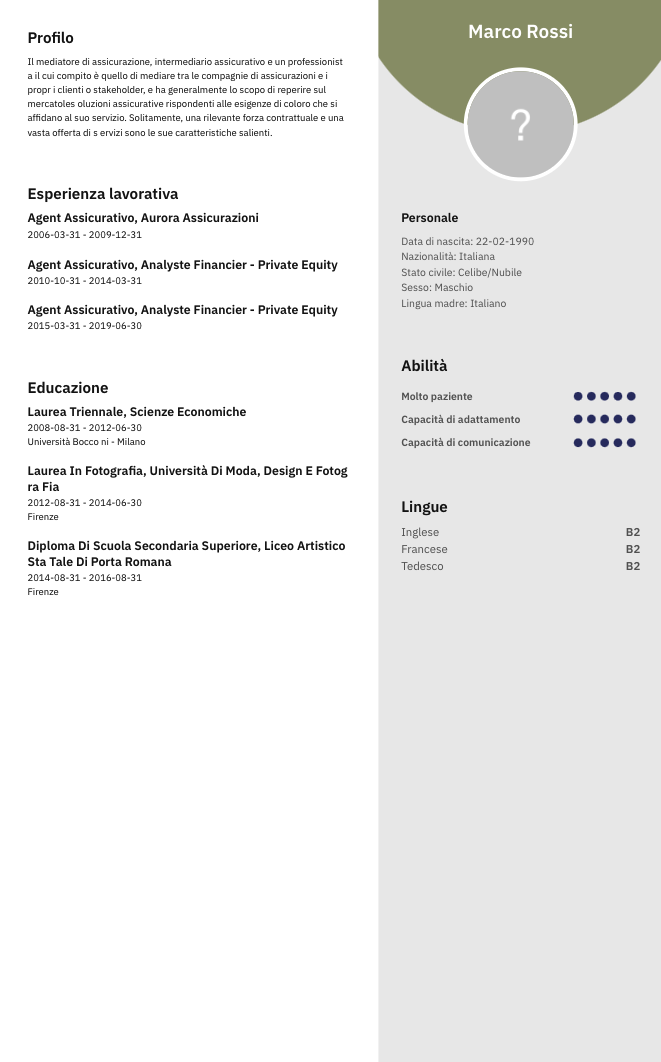 Profilo
Il mediatore di assicurazione, intermediario assicurativo e un professionist
a il cui compito è quello di mediare tra le compagnie di assicurazioni e i
propr i clienti o stakeholder, e ha generalmente lo scopo di reperire sul
mercatoles oluzioni assicurative rispondenti alle esigenze di coloro che si
affidano al suo servizio. Solitamente, una rilevante forza contrattuale e una
vasta offerta di s ervizi sono le sue caratteristiche salienti.
Esperienza lavorativa
Agent Assicurativo, Aurora Assicurazioni
2006-03-31 - 2009-12-31
Agent Assicurativo, Analyste Financier - Private Equity
2010-10-31 - 2014-03-31
Agent Assicurativo, Analyste Financier - Private Equity
2015-03-31 - 2019-06-30
Educazione
Laurea Triennale, Scienze Economiche
2008-08-31 - 2012-06-30
Università Bocco ni - Milano
Laurea In Fotografia, Università Di Moda, Design E Fotog
ra Fia
2012-08-31 - 2014-06-30
Firenze
Diploma Di Scuola Secondaria Superiore, Liceo Artistico
Sta Tale Di Porta Romana
2014-08-31 - 2016-08-31
Firenze
Marco Rossi
?
Personale
Data di nascita: 22-02-1990
Nazionalità: Italiana
Stato civile: Celibe/Nubile
Sesso: Maschio
Lingua madre: Italiano
Abilità
Molto paziente
Capacità di adattamento
Capacità di comunicazione
Lingue
Inglese B2
Francese B2
Tedesco B2